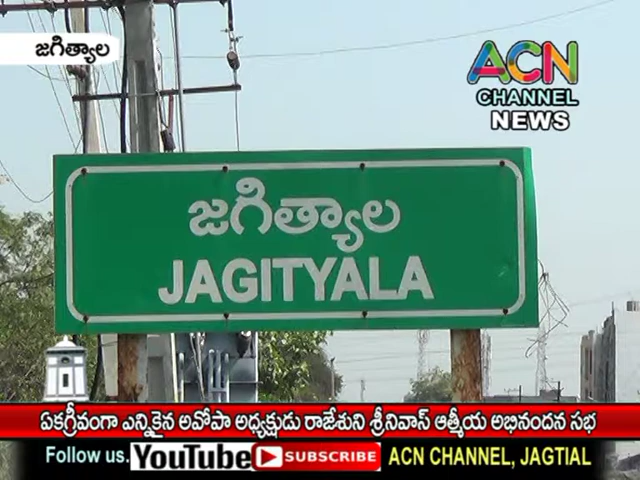 జగిత్యాల
ACN
CHANNEL
NEWS
జగిత్యాల
JAGITYALA
ఏకగ్రీవంగా ఎన్నికైన అవోపా అధ్యక్షుడు రాజేశుని శ్రీనివాస్ ఆత్మీయ అభినందన సభ
Follow us. YouTube SUBSCRIBE ACN CHANNEL, JAGTIAL